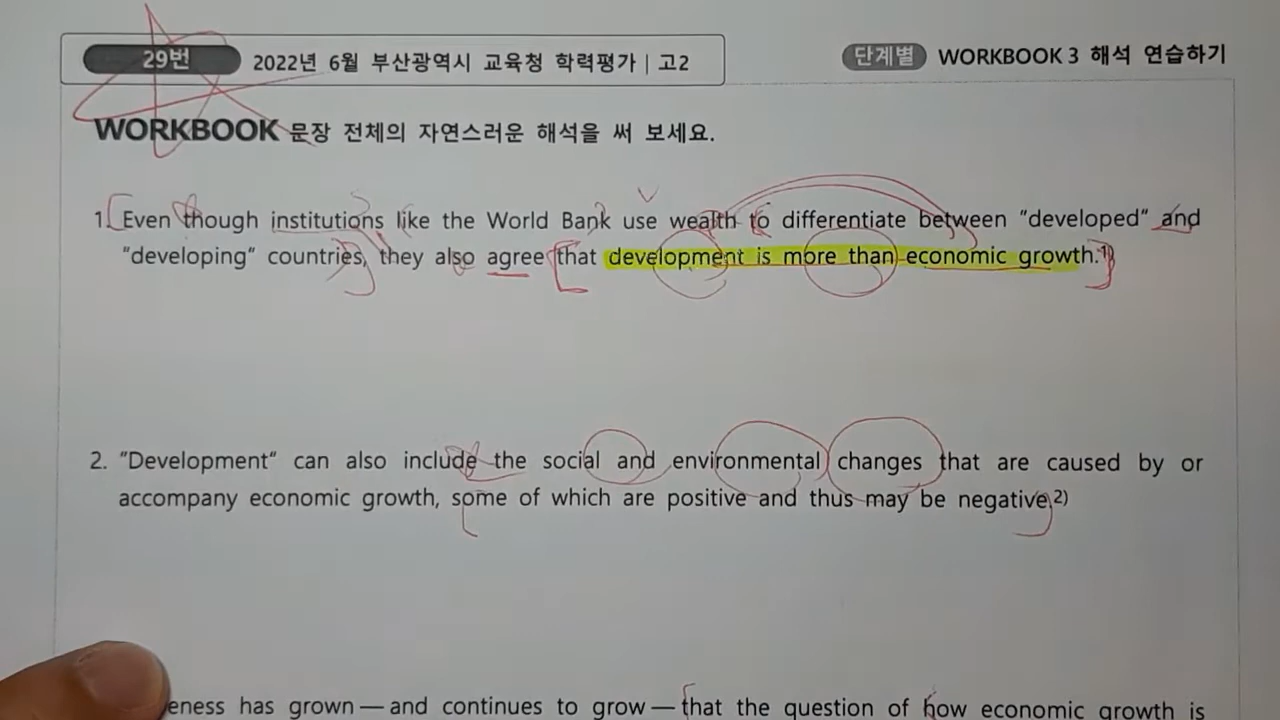 29번 2022년 6월 부산광역시 교육청 학력평가 | 고2 단계별 WORKBOOK 3 해석 연습하기
WORKBOOK 문장 전체의 자연스러운 해석을 써 보세요.
1. Even though institutions like the World Bank use wealth to differentiate between "developed" and
"developing" countries, they also agree that development is more than economic growth.1)
2. "Development" can also include the social and environmental changes that are caused by or
accompany economic growth, some of which are positive and thus may be negative.2)
has grown — and continues to grow — that the question of how economic growth is